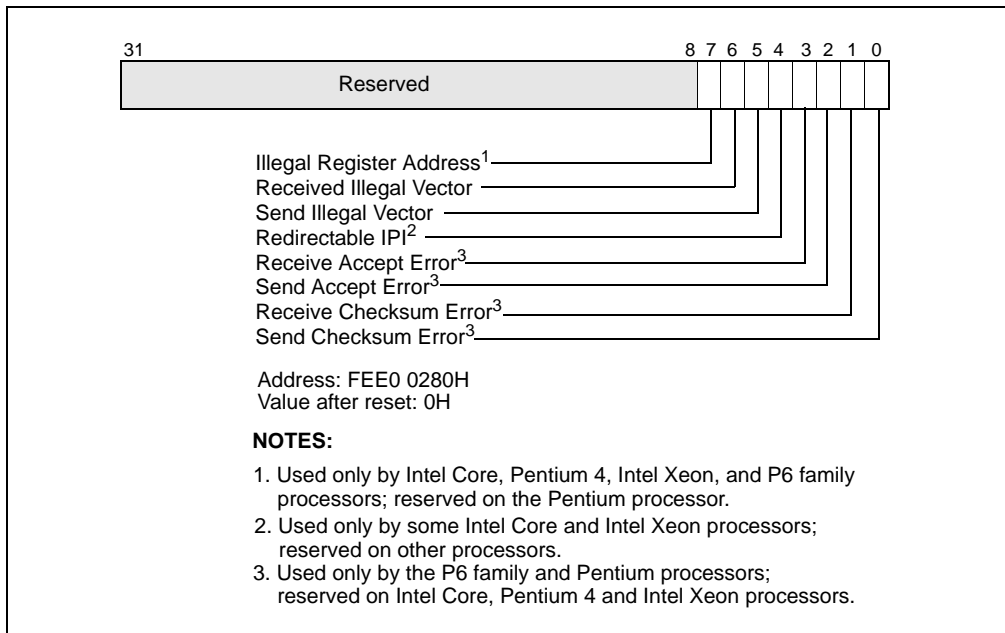 31 8 7 6 5 4 3 2 1 0
Reserved
Illegal Register Address1
Received Illegal Vector
Send Illegal Vector
Redirectable IPI2
Receive Accept Error3
Send Accept Error3
Receive Checksum Error3
Send Checksum Error3
Address: FEE0 0280H
Value after reset: 0H
NOTES:
1. Used only by Intel Core, Pentium 4, Intel Xeon, and P6 family
processors; reserved on the Pentium processor.
2. Used only by some Intel Core and Intel Xeon processors;
reserved on other processors.
3. Used only by the P6 family and Pentium processors;
reserved on Intel Core, Pentium 4 and Intel Xeon processors.